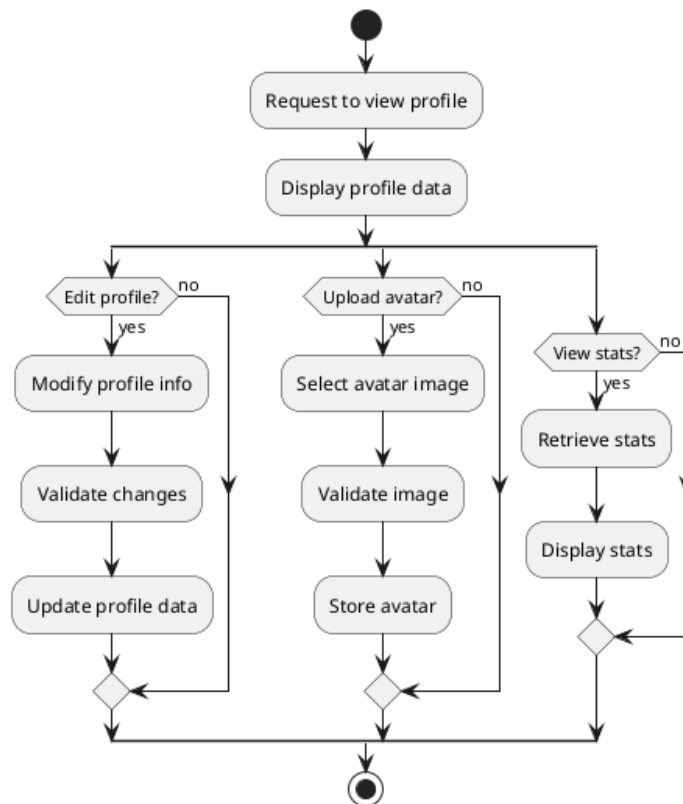 Request to view profile
Display profile data
Edit profile?
no
yes
Modify profile info
Validate changes
Update profile data
Upload avatar?
no
yes
Select avatar image
Validate image
Store avatar
View stats?
no
yes
Retrieve stats
Display stats